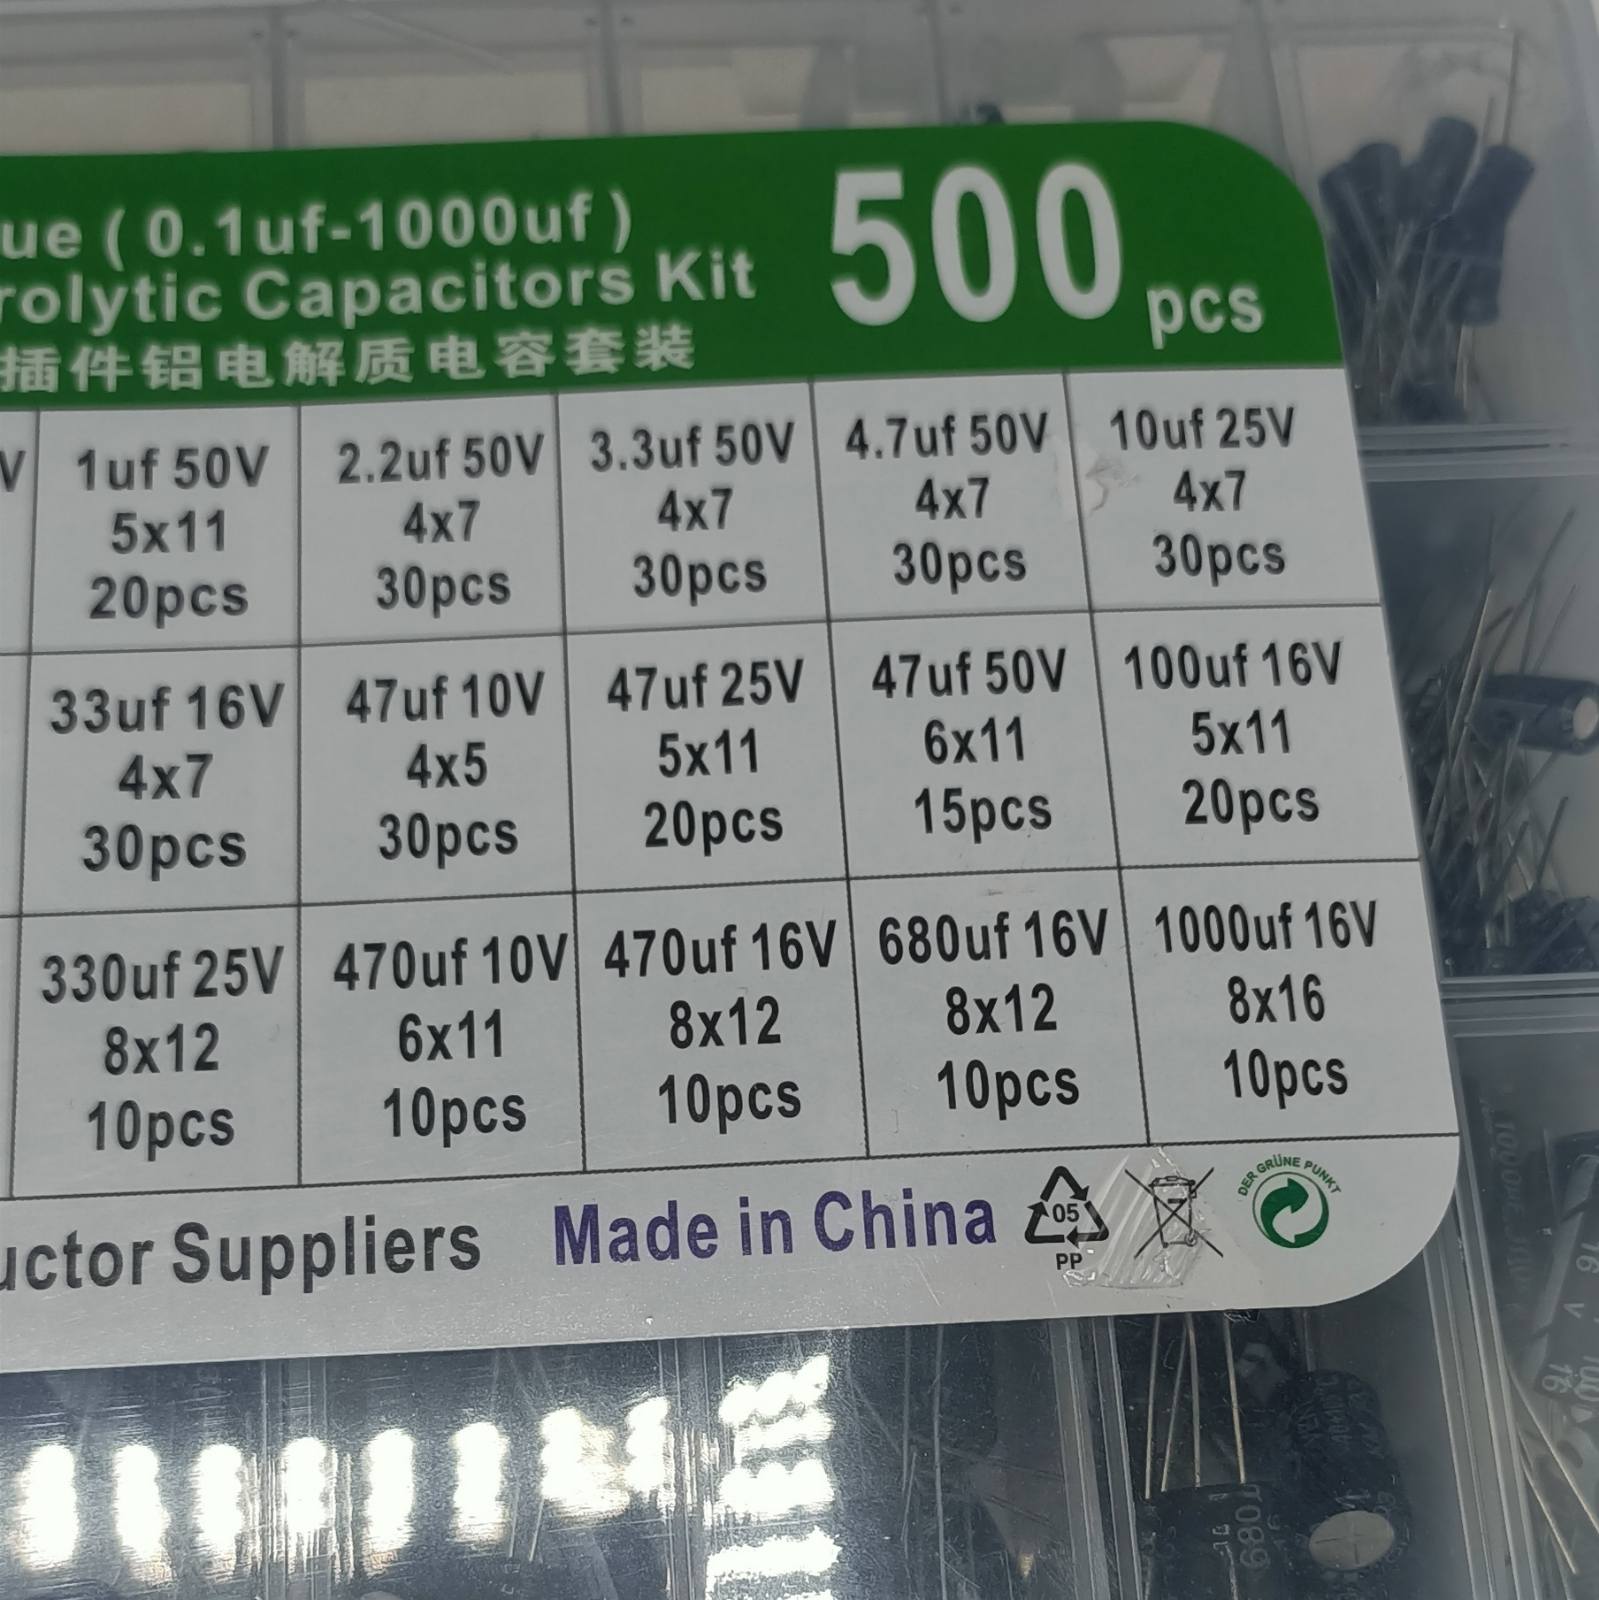 ue ( 0.1uf-1000uf )
rolytic Capacitors Kit
500 pcs
插件铝电解质电容套装
V 1uf 50V 2.2uf 50V 3.3uf 50V 4.7uf 50V 10uf 25V
5x11 4x7 4x7 4x7 4x7
20pcs 30pcs 30pcs 30pcs 30pcs
33uf 16V 47uf 10V 47uf 25V 47uf 50V 100uf 16V
4x7 4x5 5x11 6x11 5x11
30pcs 30pcs 20pcs 15pcs 20pcs
330uf 25V 470uf 10V 470uf 16V 680uf 16V 1000uf 16V
8x12 6x11 8x12 8x12 8x16
10pcs 10pcs 10pcs 10pcs 10pcs
uctor Suppliers Made in China
05
PP
DER GRÜNE PUNKT
16 V
16
680